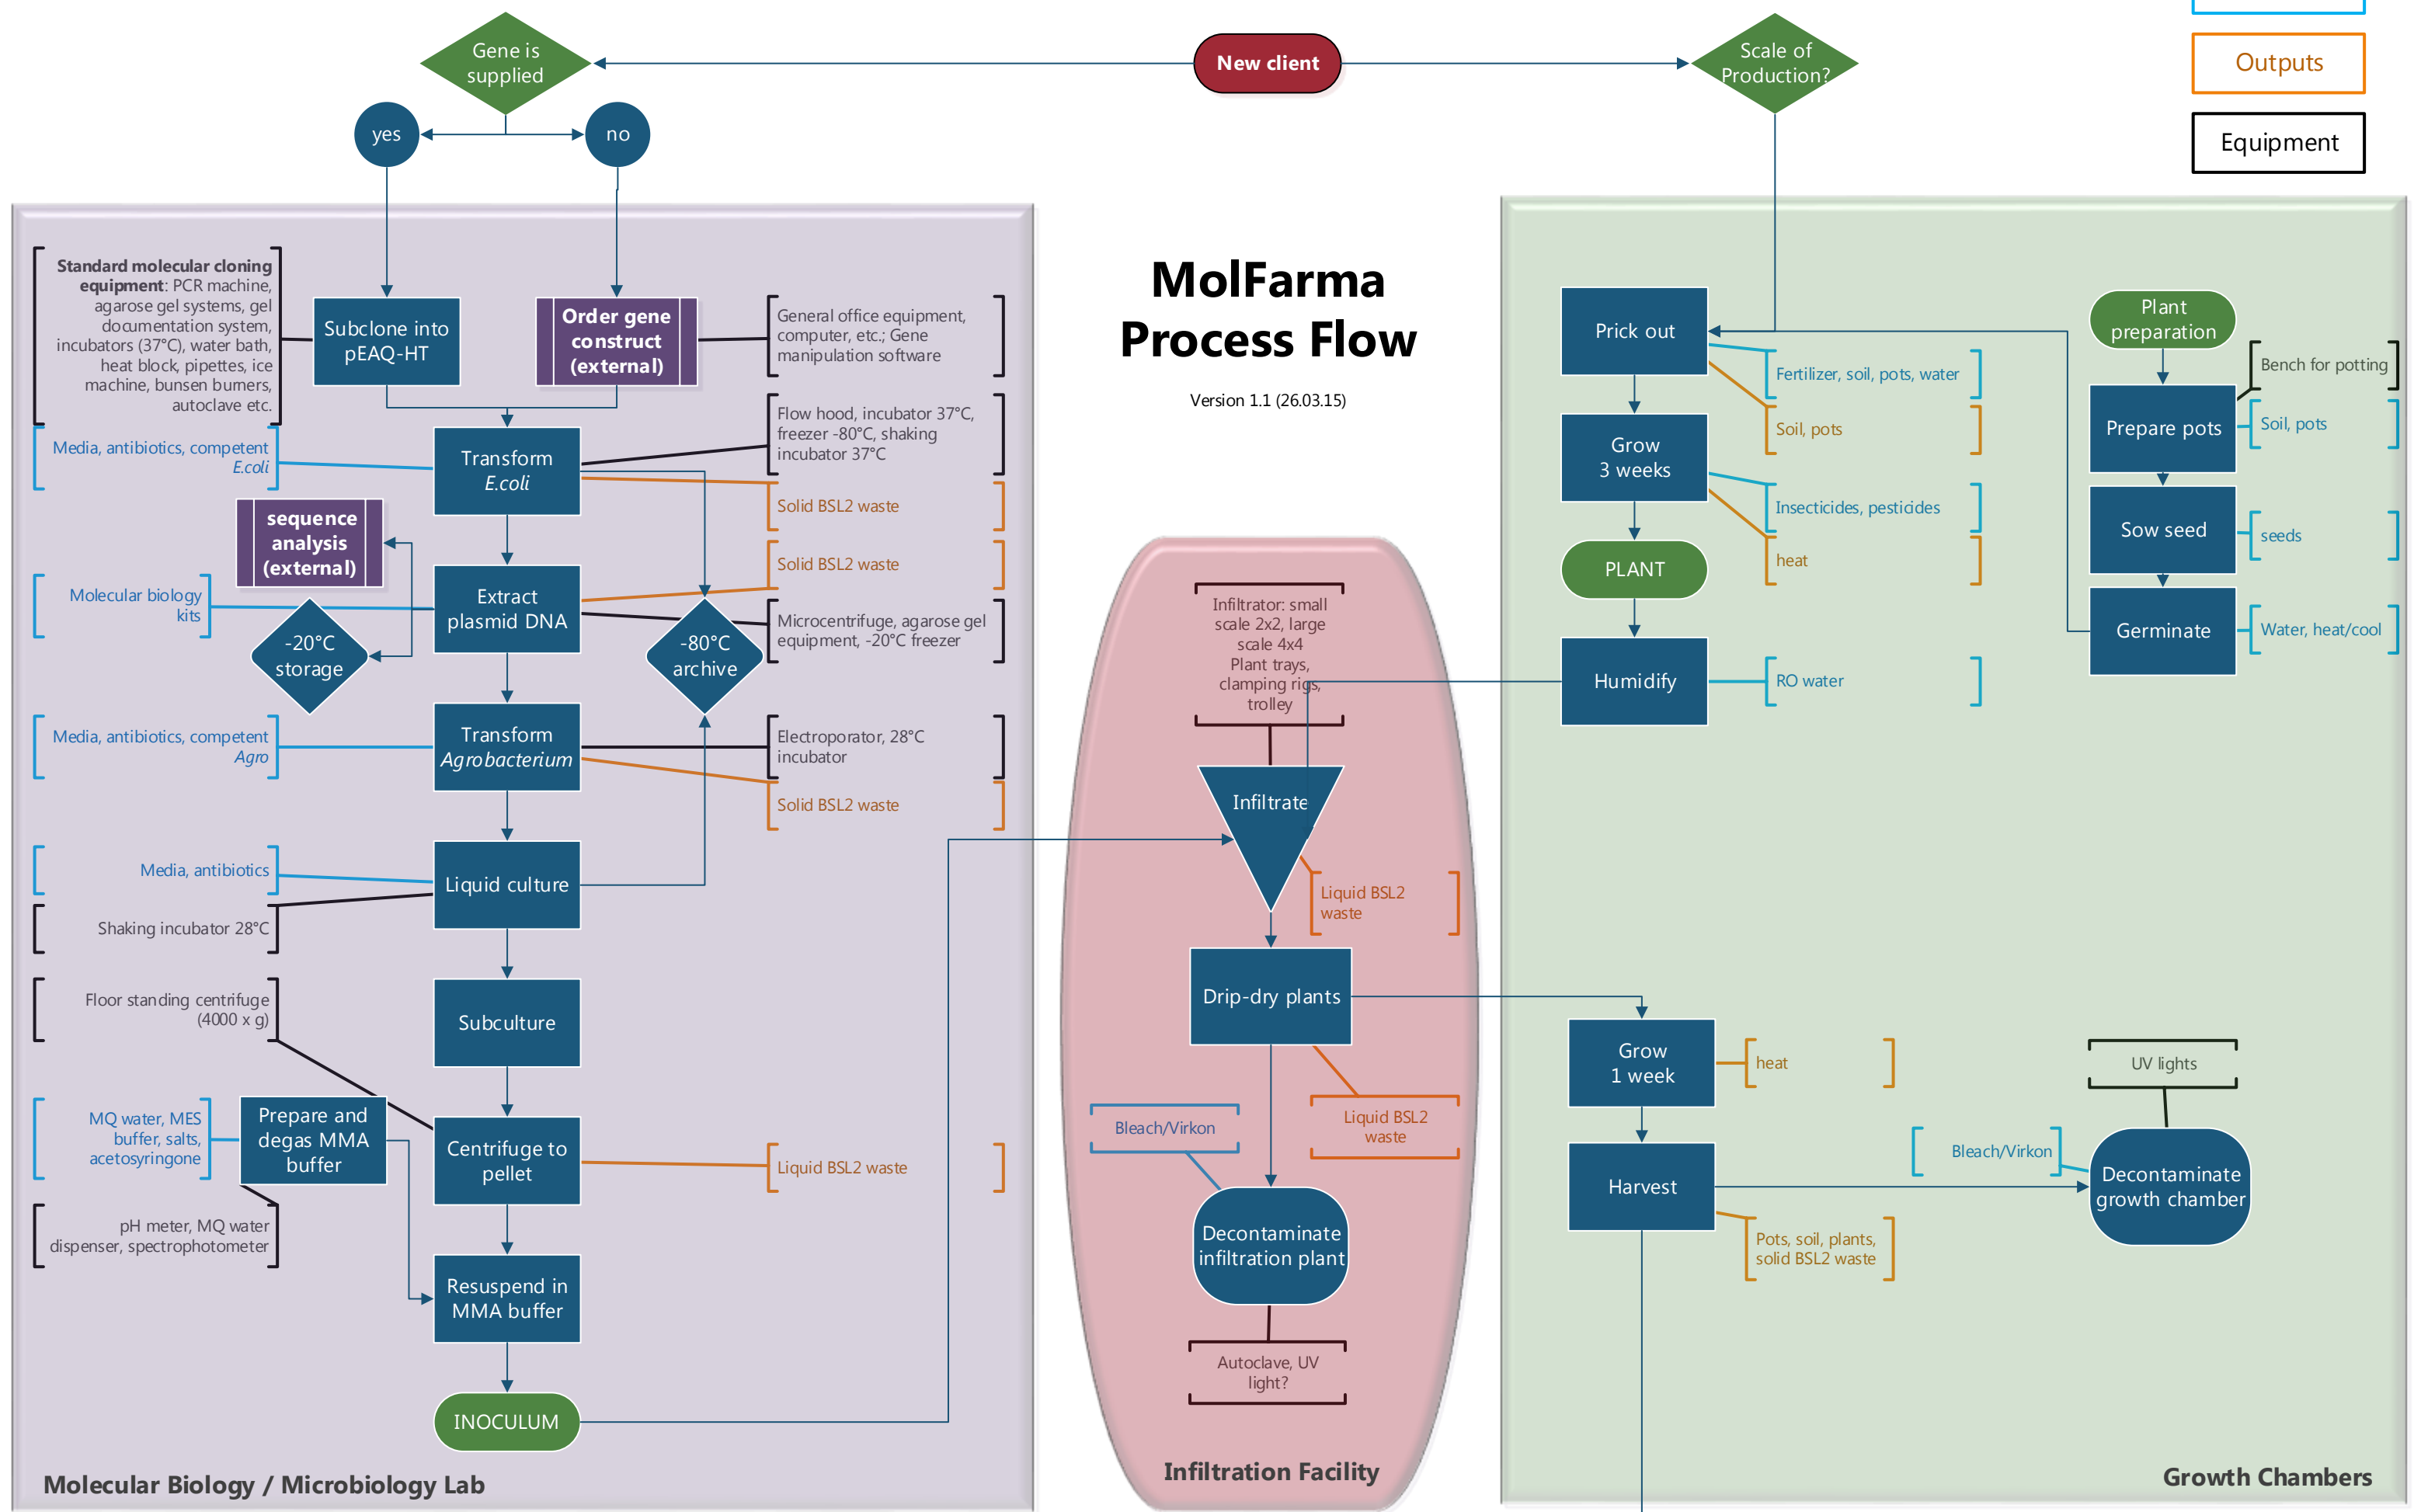 Gene is
supplied
New client
Scale of
Production?
Outputs
Equipment
yes
no
MolFarma
Process Flow
Version 1.1 (26.03.15)
Standard molecular cloning
equipment: PCR machine,
agarose gel systems, gel
documentation system,
incubators (37°C), water bath,
heat block, pipettes, ice
machine, bunsen burners,
autoclave etc.
Subclone into
pEAQ-HT
Order gene
construct
(external)
General office equipment,
computer, etc.; Gene
manipulation software
Media, antibiotics, competent
E.coli
Transform
E.coli
Flow hood, incubator 37°C,
freezer -80°C, shaking
incubator 37°C
Solid BSL2 waste
sequence
analysis
(external)
Solid BSL2 waste
Molecular biology
kits
Extract
plasmid DNA
Microcentrifuge, agarose gel
equipment, -20°C freezer
-20°C
storage
-80°C
archive
Media, antibiotics, competent
Agro
Transform
Agrobacterium
Electroporator, 28°C
incubator
Solid BSL2 waste
Media, antibiotics
Liquid culture
Shaking incubator 28°C
Floor standing centrifuge
(4000 x g)
Subculture
MQ water, MES
buffer, salts,
acetosyringone
Prepare and
degas MMA
buffer
Centrifuge to
pellet
Liquid BSL2 waste
pH meter, MQ water
dispenser, spectrophotometer
Resuspend in
MMA buffer
INOCULUM
Molecular Biology / Microbiology Lab
Infiltrator: small
scale 2x2, large
scale 4x4
Plant trays,
clamping rigs,
trolley
Infiltrate
Liquid BSL2
waste
Drip-dry plants
Bleach/Virkon
Liquid BSL2
waste
Decontaminate
infiltration plant
Autoclave, UV
light?
Infiltration Facility
Prick out
Fertilizer, soil, pots, water
Soil, pots
Grow
3 weeks
Insecticides, pesticides
heat
PLANT
Humidify
RO water
Plant
preparation
Bench for potting
Prepare pots
Soil, pots
Sow seed
seeds
Germinate
Water, heat/cool
Grow
1 week
heat
UV lights
Harvest
Bleach/Virkon
Decontaminate
growth chamber
Pots, soil, plants,
solid BSL2 waste
Growth Chambers